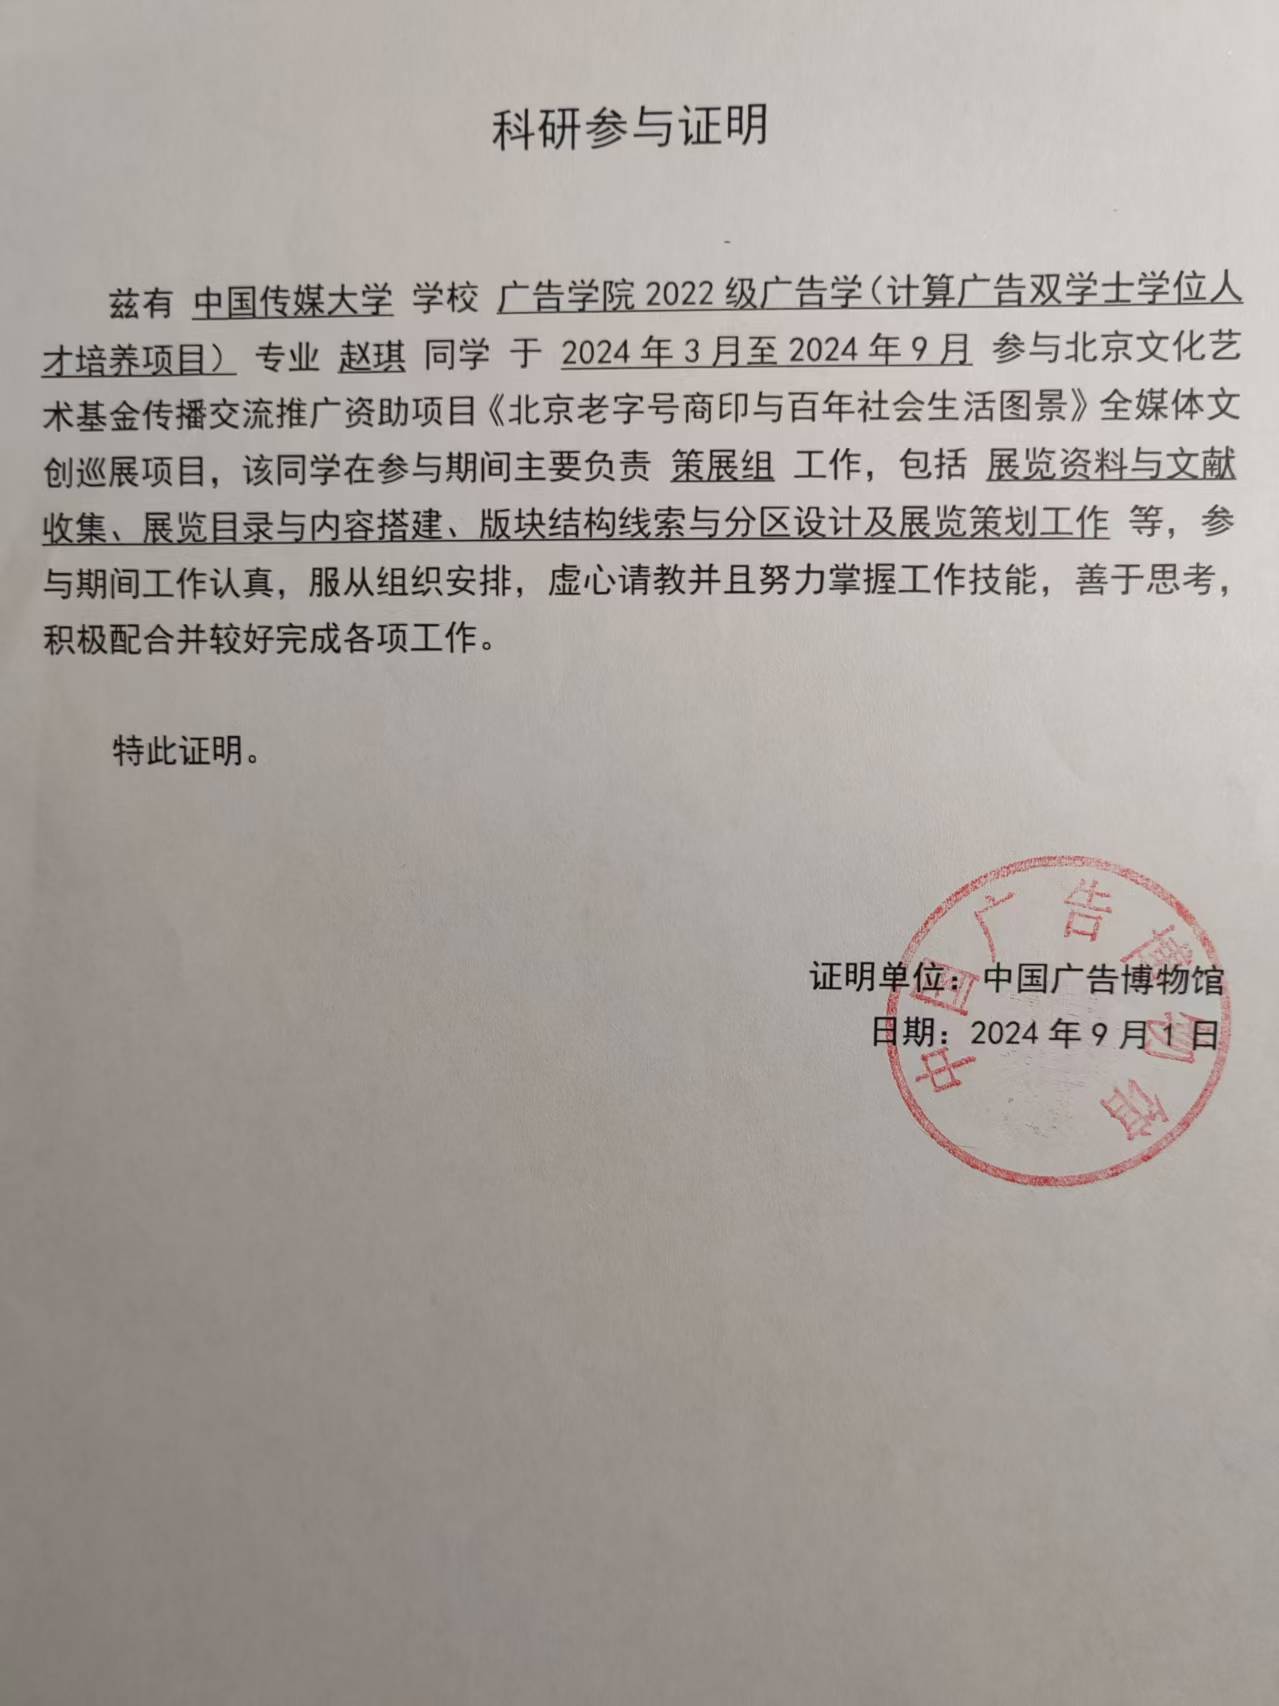 科研参与证明
兹有 中国传媒大学 学校 广告学院 2022 级广告学（计算广告双学士学位人
才培养项目） 专业 赵琪 同学 于 2024 年 3 月至 2024 年 9 月 参与北京文化艺
术基金传播交流推广资助项目《北京老字号商印与百年社会生活图景》全媒体文
创巡展项目，该同学在参与期间主要负责 策展组 工作，包括 展览资料与文献
收集、展览目录与内容搭建、版块结构线索与分区设计及展览策划工作 等，参
与期间工作认真，服从组织安排，虚心请教并且努力掌握工作技能，善于思考，
积极配合并较好完成各项工作。
特此证明。
证明单位：中国广告博物馆
日期：2024 年 9 月 1 日
中国广告博物馆